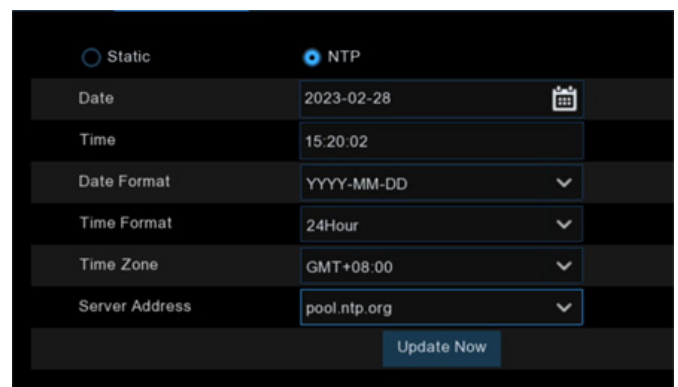 Static NTP
Date 2023-02-28
Time 15:20:02
Date Format YYYY-MM-DD
Time Format 24Hour
Time Zone GMT+08:00
Server Address pool.ntp.org
Update Now